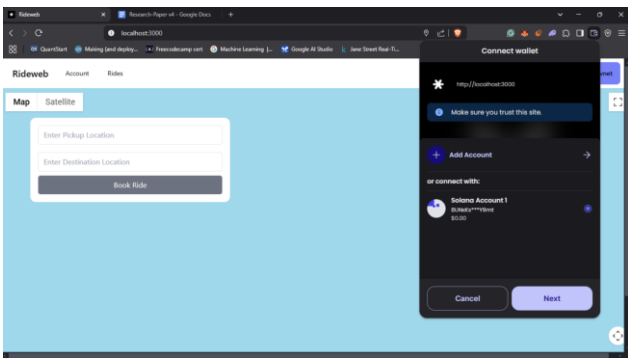 Rideweb
Research-Paper v4 - Google Docs
localhost:3000
QuantStart
Making (and deploy...
Freecodecamp cert
Machine Learning |...
Google AI Studio
Jane Street Real-Ti...
Rideweb
Account
Rides
Map
Satellite
Enter Pickup Location
Enter Destination Location
Book Ride
Connect wallet
http://localhost:3000
Make sure you trust this site.
Add Account
or connect with:
Solana Account 1
$0.00
Cancel
Next